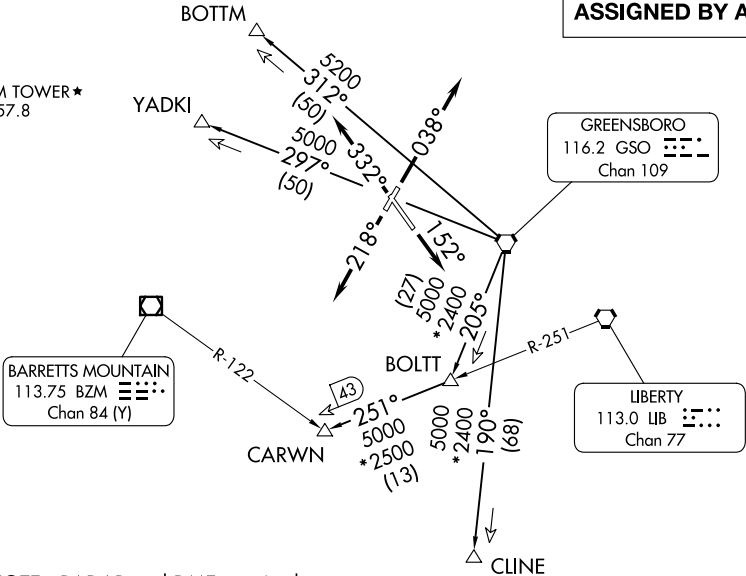 ASSIGNED BY A
BOTTM
M TOWER★
57.8
YADKI
5200
312°
(50)
5000
297°
(50)
332°
038°
218°
152°
GREENSBORO
116.2 GSO
Chan 109
(27)
5000
*2400
205°
BARRETTS MOUNTAIN
113.75 BZM
Chan 84 (Y)
R-122
BOLTT
R-251
LIBERTY
113.0 LIB
Chan 77
43
251°
5000
*2500
(13)
CARWN
5000
*2400
190°
(68)
CLINE